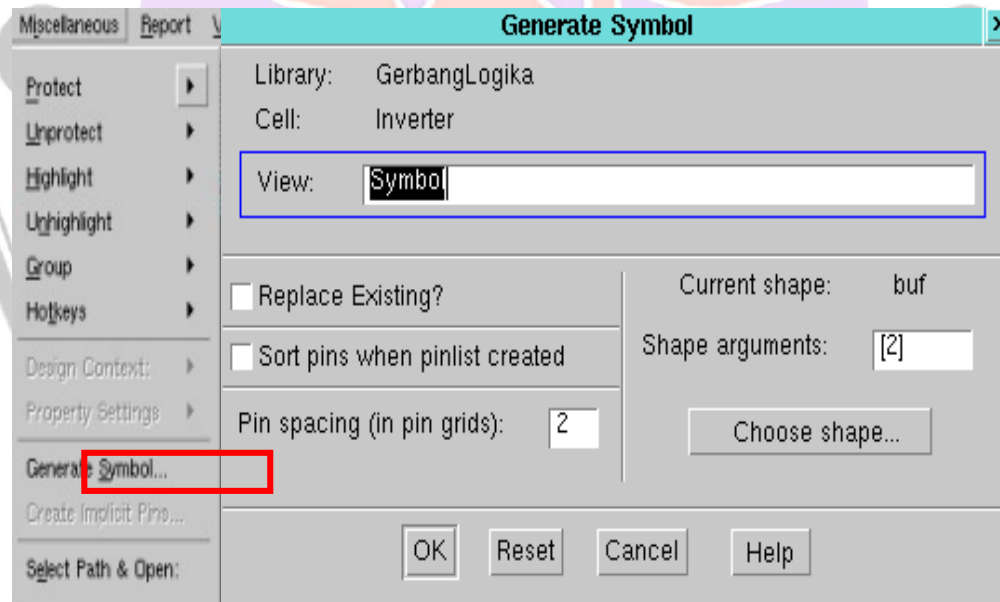 Miscellaneous Report
Protect
Unprotect
Highlight
Unhighlight
Group
Hotkeys
Design Context:
Property Settings
Generate Symbol...
Create Implicit Pins...
Select Path & Open:
Generate Symbol
Library: GerbangLogika
Cell: Inverter
View: Symbol
Replace Existing?
Sort pins when pinlist created
Pin spacing (in pin grids): 2
Current shape: buf
Shape arguments: [2]
Choose shape...
OK Reset Cancel Help